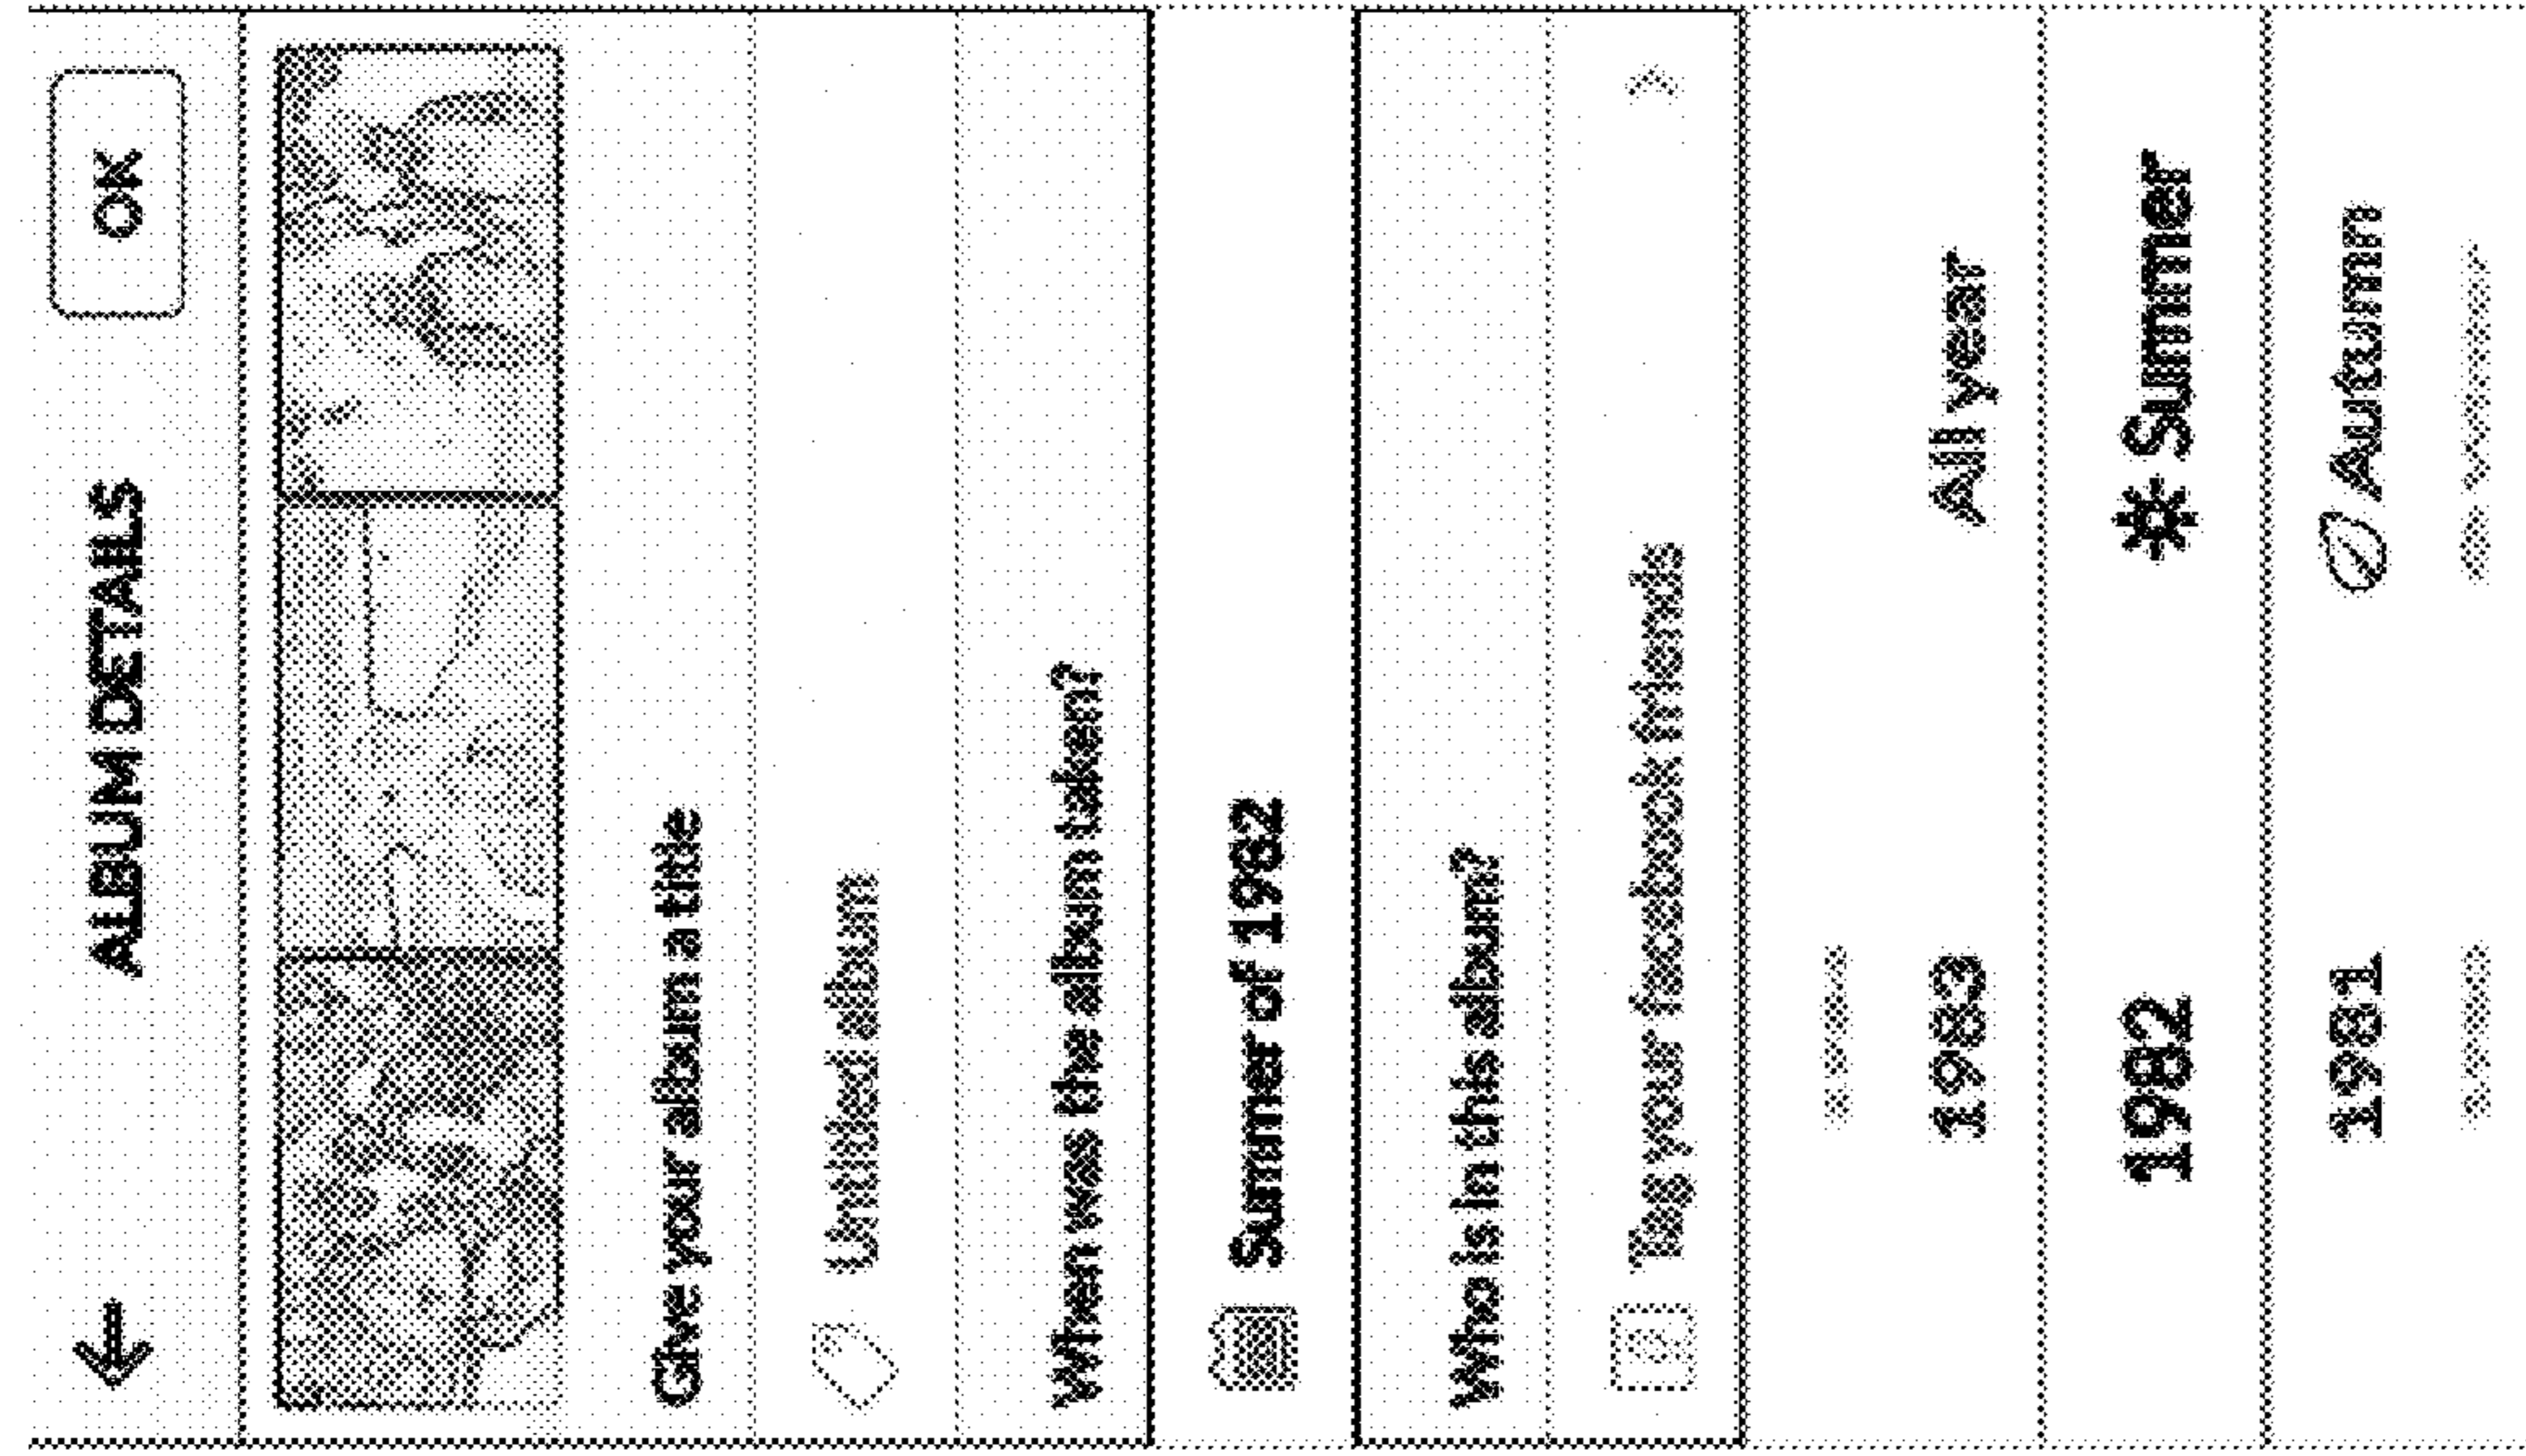 ALBUM DETAILS OK
Give your album a title
Untitled album
When was the album taken?
Summer of 1982
Who is in this album?
Tag your facebook friends
1983 All year
1982 Summer
1981 Autumn